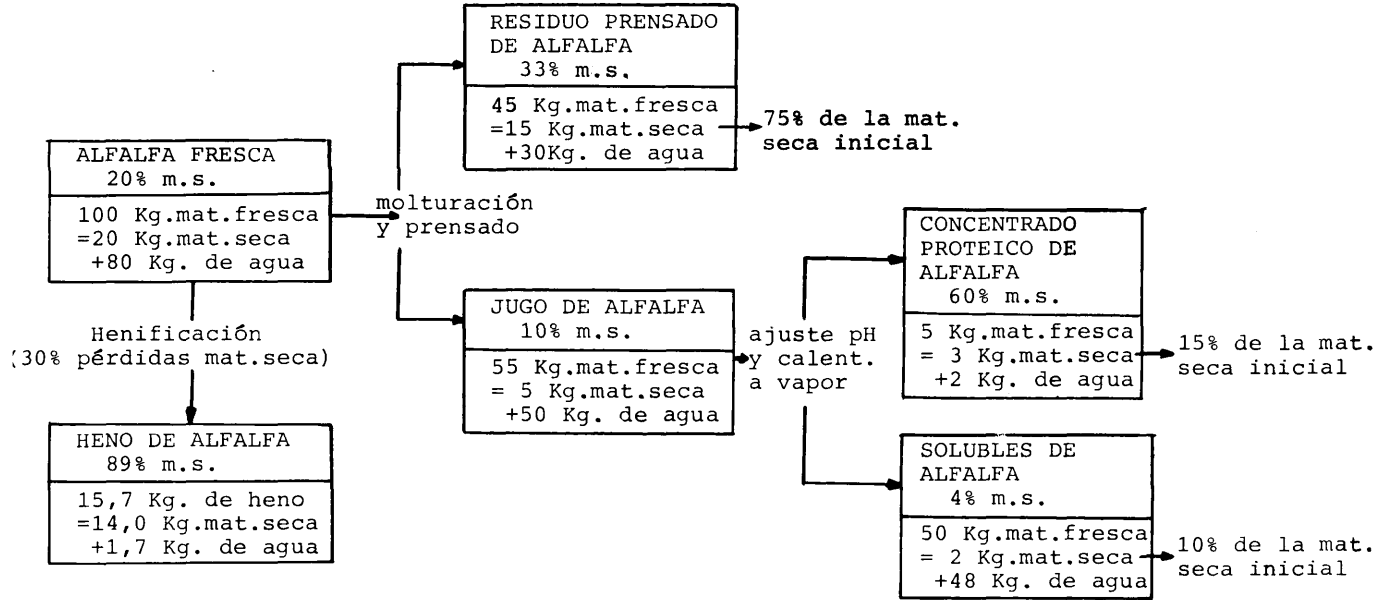 RESIDUO PRENSADO
DE ALFALFA
33% m.s.
45 Kg.mat.fresca
=15 Kg.mat.seca
+30Kg. de agua
75% de la mat.
seca inicial
ALFALFA FRESCA
20% m.s.
100 Kg.mat.fresca
=20 Kg.mat.seca
+80 Kg. de agua
molturación
y prensado
Henificación
(30% pérdidas mat.seca)
HENO DE ALFALFA
89% m.s.
15,7 Kg. de heno
=14,0 Kg.mat.seca
+1,7 Kg. de agua
JUGO DE ALFALFA
10% m.s.
55 Kg.mat.fresca
= 5 Kg.mat.seca
+50 Kg. de agua
ajuste pH
y calent.
a vapor
CONCENTRADO
PROTEICO DE
ALFALFA
60% m.s.
5 Kg.mat.fresca
= 3 Kg.mat.seca
+2 Kg. de agua
15% de la mat.
seca inicial
SOLUBLES DE
ALFALFA
4% m.s.
50 Kg.mat.fresca
= 2 Kg.mat.seca
+48 Kg. de agua
10% de la mat.
seca inicial